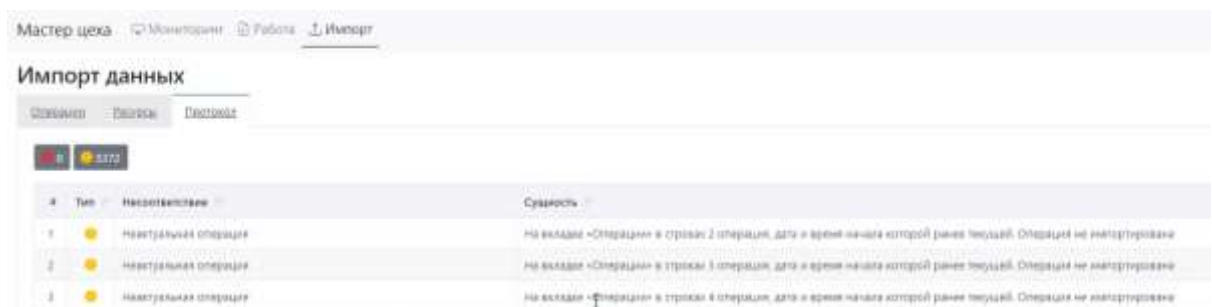 Мастер цеха Мониторинг Работа Импорт
Импорт данных
Операции Ресурсы Протокол
0 5372
# Тип Несоответствие Сущность
1 Неактуальная операция На вкладке «Операции» в строках 2 операция, дата и время начала которой ранее текущей. Операция не импортирована
2 Неактуальная операция На вкладке «Операции» в строках 3 операция, дата и время начала которой ранее текущей. Операция не импортирована
3 Неактуальная операция На вкладке «Операции» в строках 4 операция, дата и время начала которой ранее текущей. Операция не импортирована